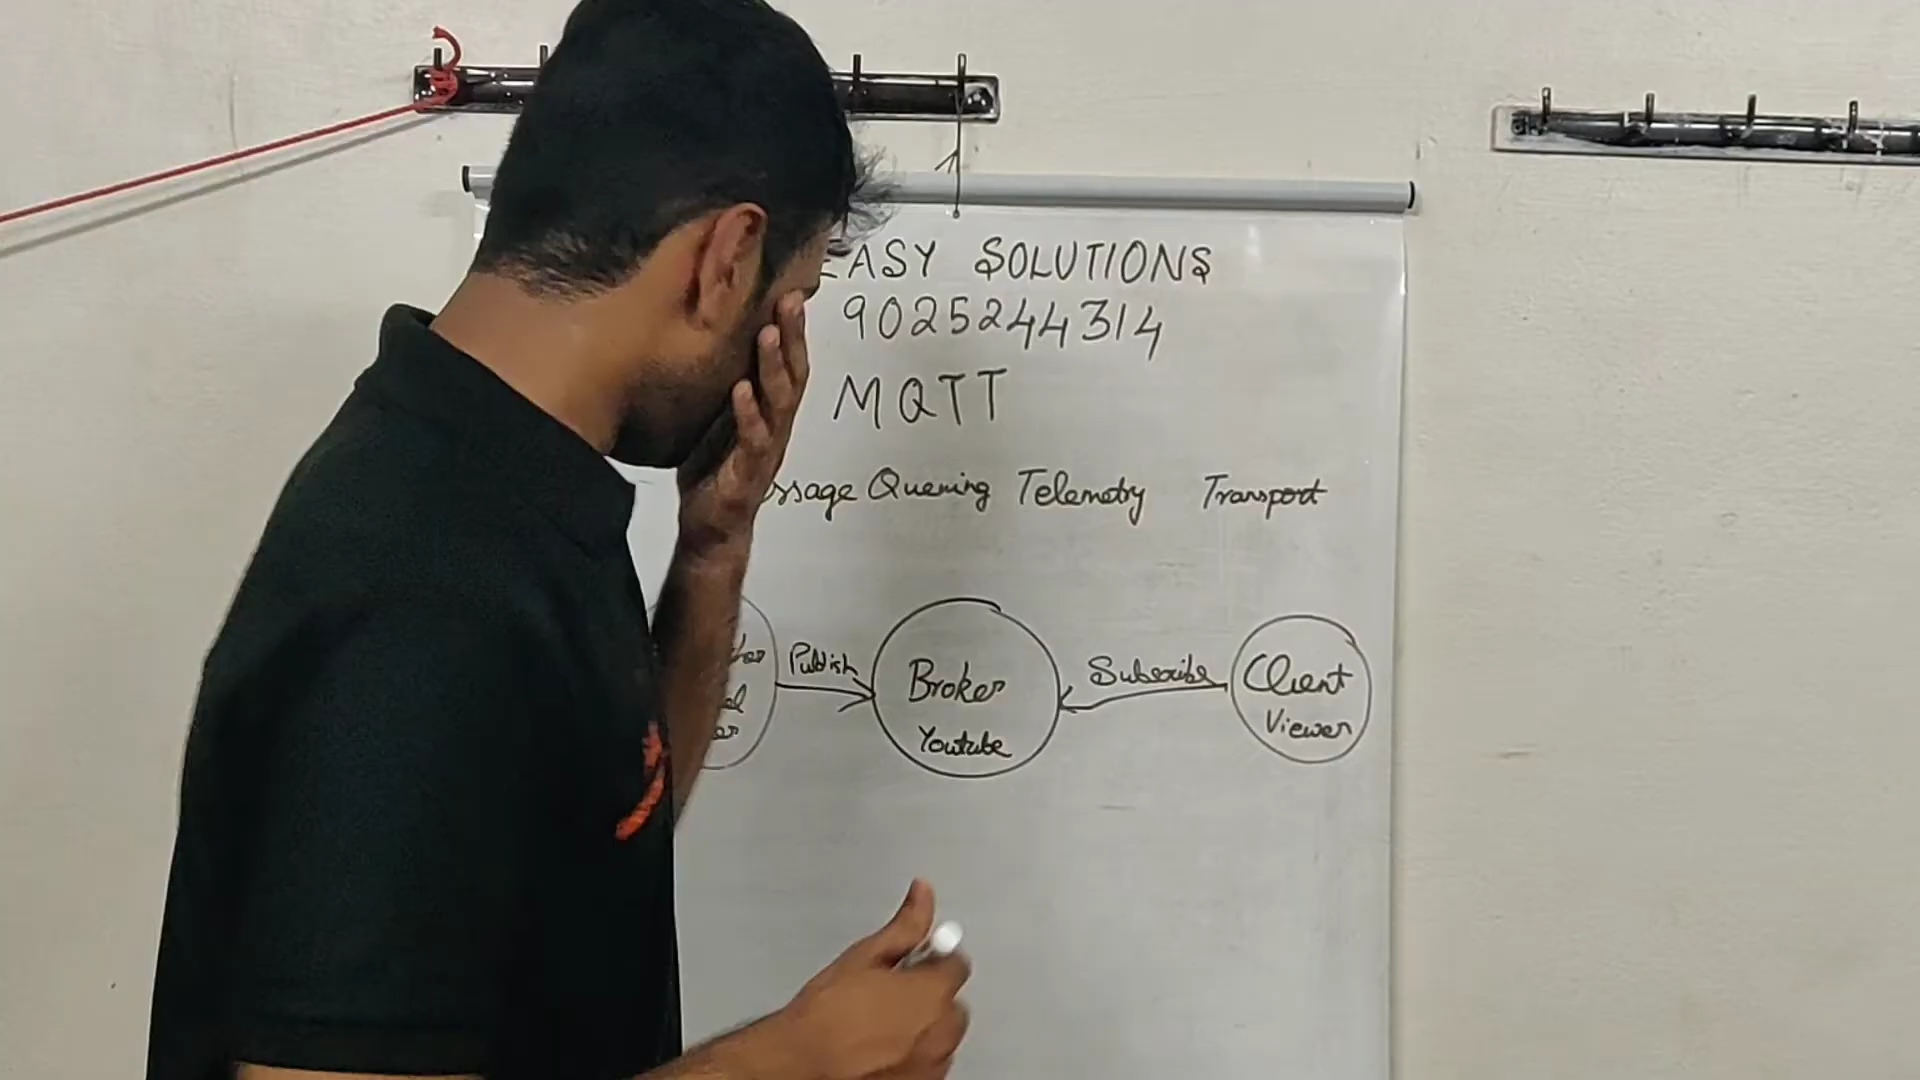 EASY SOLUTIONS
9025244314
MQTT
Queuing Telemetry Transport
Publish Broker Subscribe Client
Youtube Viewer